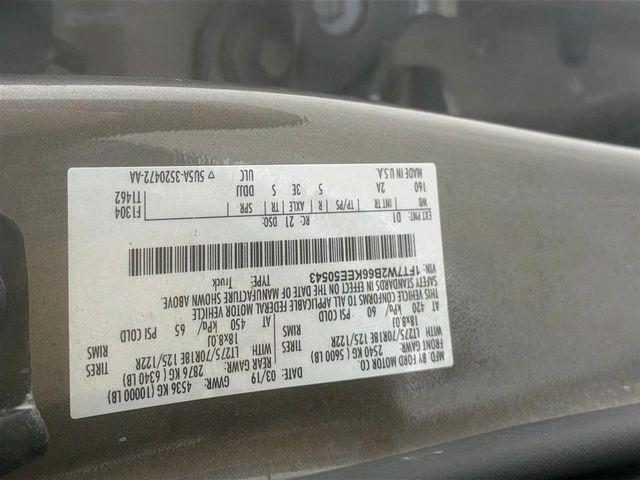 MFD. BY FORD MOTOR CO.
DATE: 03/19 GVWR: 4536 KG (10000 LB)
FRONT GAWR: 2540 KG (5600 LB) REAR GAWR: 2876 KG (6340 LB)
WITH LT275/70R18E 125/122R TIRES WITH LT275/70R18E 125/122R TIRES
18x8.0J RIMS 18x8.0J RIMS
AT 420 kPa/ 60 PSI COLD AT 450 kPa/ 65 PSI COLD
THIS VEHICLE CONFORMS TO ALL APPLICABLE FEDERAL MOTOR VEHICLE
SAFETY STANDARDS IN EFFECT ON THE DATE OF MANUFACTURE SHOWN ABOVE.
VIN: 1FT7W2B66KEE50543 TYPE: Truck
EXT PNT: D1 RC: 21 DSO: F1304 T1462
WB INT TR TP/PS R AXLE TR SPR
160 2A 5 3E S DDJJ
MADE IN U.S.A. ULC 5U5A-3520472-AA